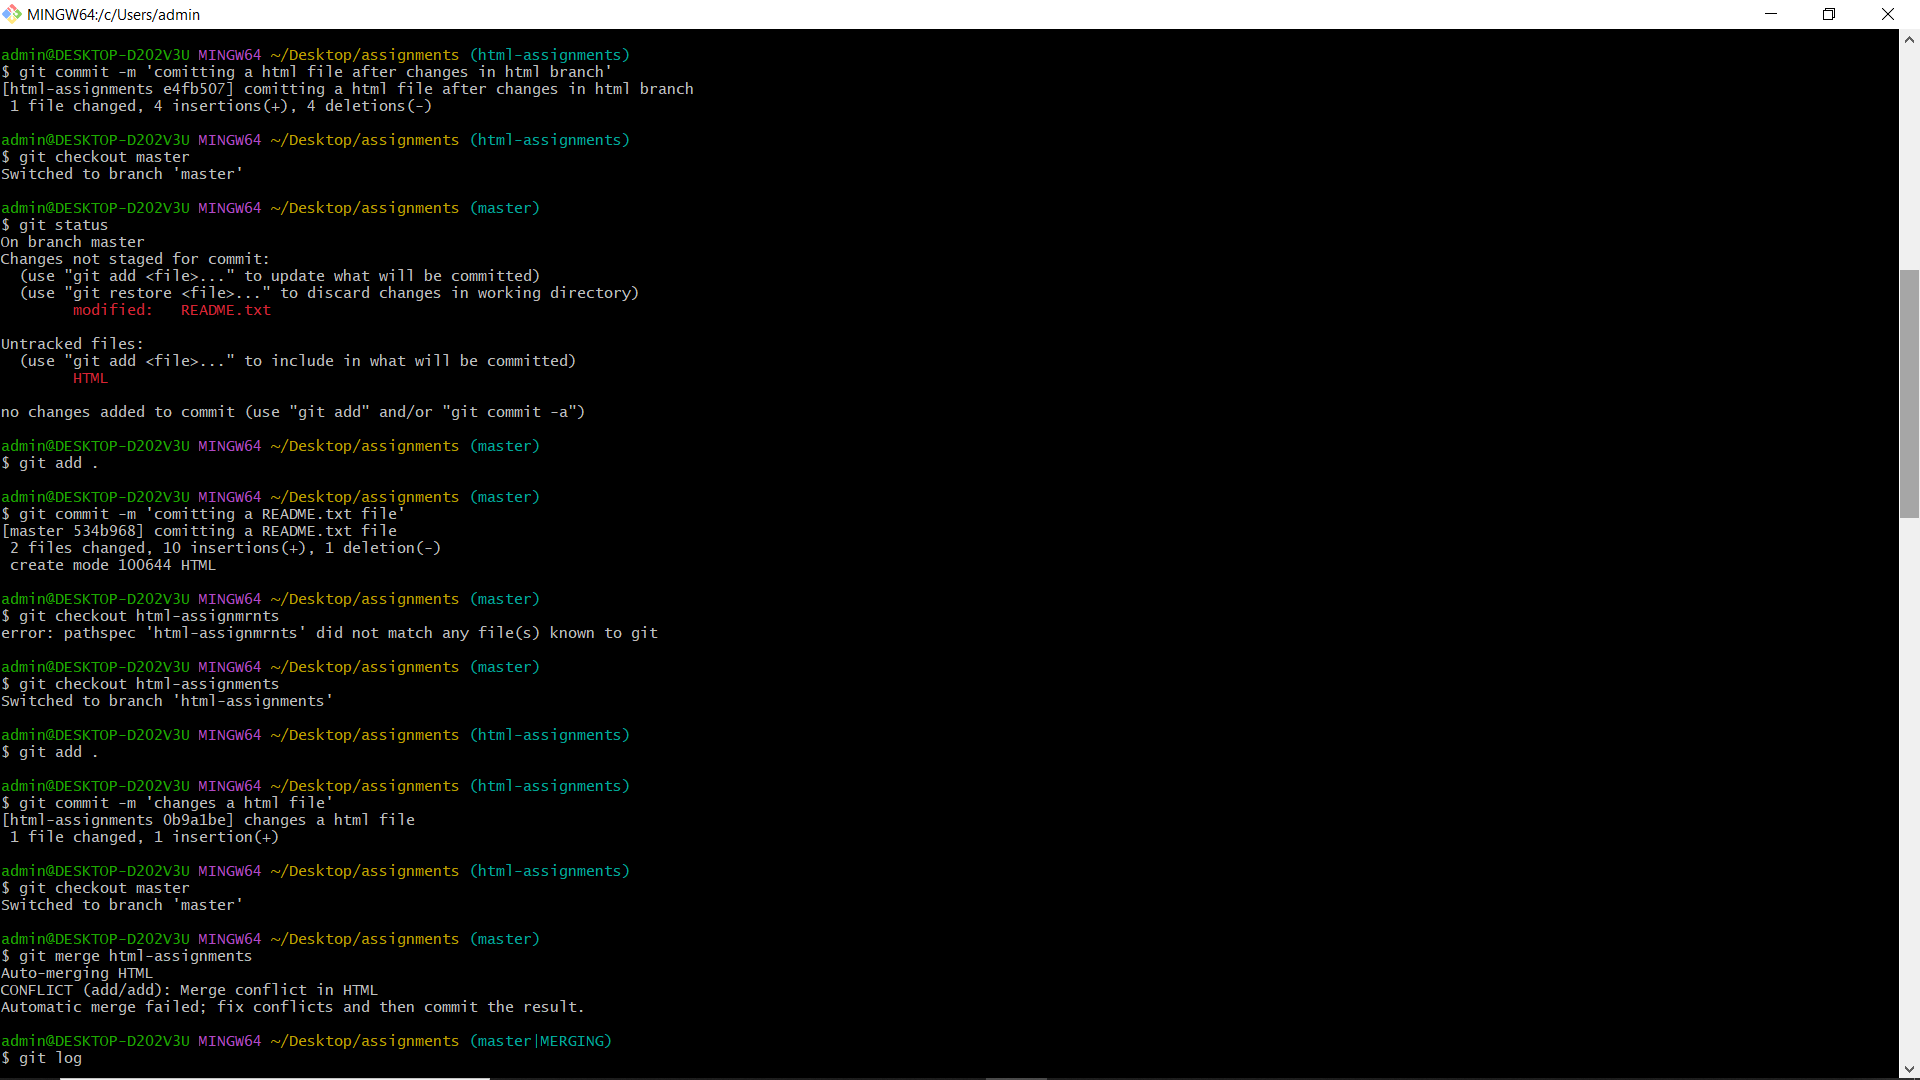 MINGW64:/c/Users/admin
admin@DESKTOP-D202V3U MINGW64 ~/Desktop/assignments (html-assignments)
$ git commit -m 'comitting a html file after changes in html branch'
[html-assignments e4fb507] comitting a html file after changes in html branch
 1 file changed, 4 insertions(+), 4 deletions(-)
admin@DESKTOP-D202V3U MINGW64 ~/Desktop/assignments (html-assignments)
$ git checkout master
Switched to branch 'master'
admin@DESKTOP-D202V3U MINGW64 ~/Desktop/assignments (master)
$ git status
On branch master
Changes not staged for commit:
  (use "git add <file>..." to update what will be committed)
  (use "git restore <file>..." to discard changes in working directory)
        modified:   README.txt
Untracked files:
  (use "git add <file>..." to include in what will be committed)
        HTML
no changes added to commit (use "git add" and/or "git commit -a")
admin@DESKTOP-D202V3U MINGW64 ~/Desktop/assignments (master)
$ git add .
admin@DESKTOP-D202V3U MINGW64 ~/Desktop/assignments (master)
$ git commit -m 'comitting a README.txt file'
[master 534b968] comitting a README.txt file
 2 files changed, 10 insertions(+), 1 deletion(-)
 create mode 100644 HTML
admin@DESKTOP-D202V3U MINGW64 ~/Desktop/assignments (master)
$ git checkout html-assignmrnts
error: pathspec 'html-assignmrnts' did not match any file(s) known to git
admin@DESKTOP-D202V3U MINGW64 ~/Desktop/assignments (master)
$ git checkout html-assignments
Switched to branch 'html-assignments'
admin@DESKTOP-D202V3U MINGW64 ~/Desktop/assignments (html-assignments)
$ git add .
admin@DESKTOP-D202V3U MINGW64 ~/Desktop/assignments (html-assignments)
$ git commit -m 'changes a html file'
[html-assignments 0b9a1be] changes a html file
 1 file changed, 1 insertion(+)
admin@DESKTOP-D202V3U MINGW64 ~/Desktop/assignments (html-assignments)
$ git checkout master
Switched to branch 'master'
admin@DESKTOP-D202V3U MINGW64 ~/Desktop/assignments (master)
$ git merge html-assignments
Auto-merging HTML
CONFLICT (add/add): Merge conflict in HTML
Automatic merge failed; fix conflicts and then commit the result.
admin@DESKTOP-D202V3U MINGW64 ~/Desktop/assignments (master|MERGING)
$ git log